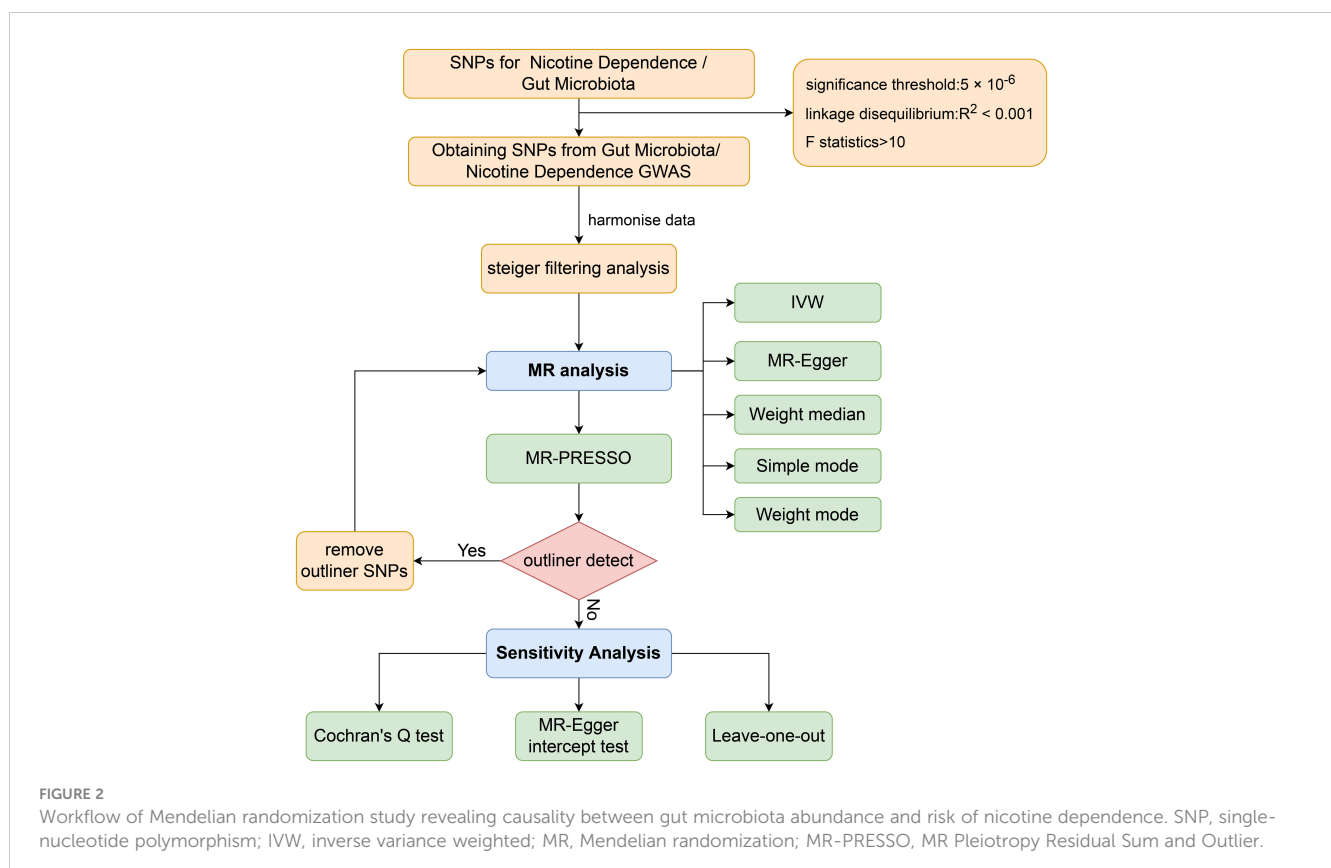 SNPs for Nicotine Dependence /
Gut Microbiota
significance threshold:5 × 10⁻⁶
linkage disequilibrium:R² < 0.001
F statistics>10
Obtaining SNPs from Gut Microbiota/
Nicotine Dependence GWAS
harmonise data
steiger filtering analysis
IVW
MR analysis
MR-Egger
Weight median
MR-PRESSO
Simple mode
Weight mode
remove
outliner SNPs
Yes
outliner detect
No
Sensitivity Analysis
Cochran's Q test
MR-Egger
intercept test
Leave-one-out
FIGURE 2
Workflow of Mendelian randomization study revealing causality between gut microbiota abundance and risk of nicotine dependence. SNP, single-
nucleotide polymorphism; IVW, inverse variance weighted; MR, Mendelian randomization; MR-PRESSO, MR Pleiotropy Residual Sum and Outlier.